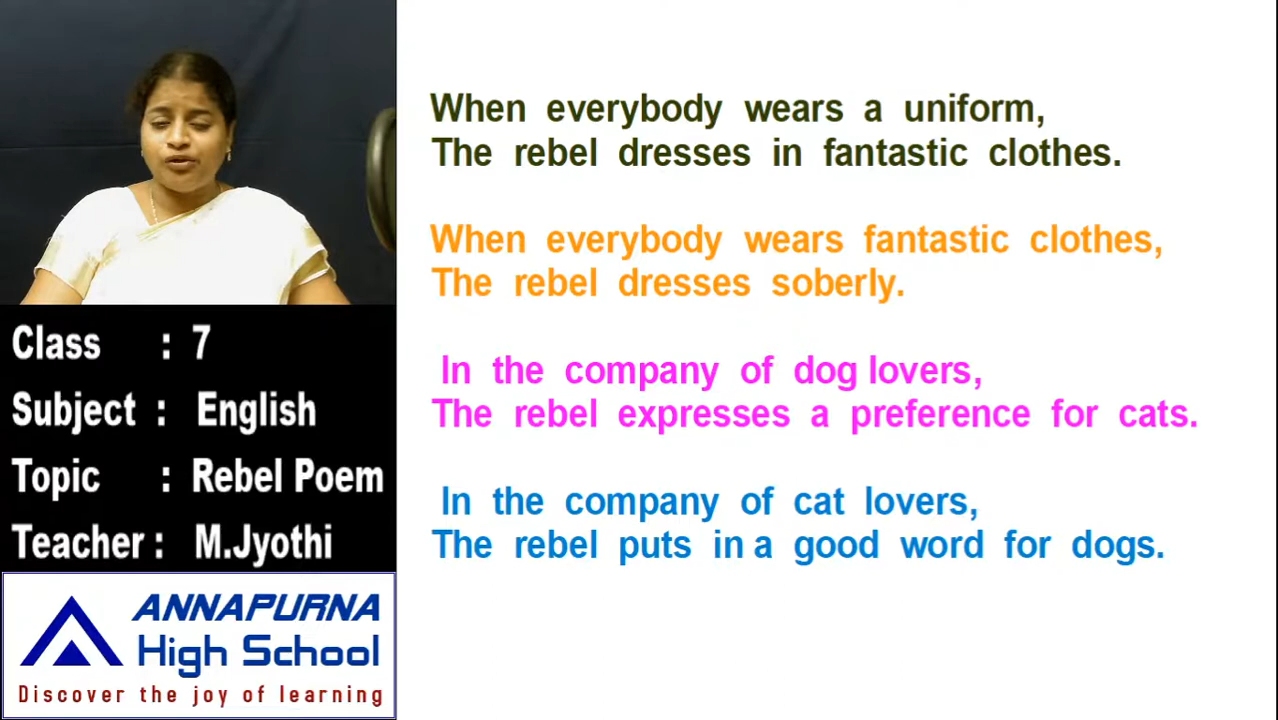 When everybody wears a uniform,
The rebel dresses in fantastic clothes.
When everybody wears fantastic clothes,
The rebel dresses soberly.
In the company of dog lovers,
The rebel expresses a preference for cats.
In the company of cat lovers,
The rebel puts in a good word for dogs.
Class : 7
Subject : English
Topic : Rebel Poem
Teacher : M.Jyothi
ANNAPURNA
High School
Discover the joy of learning